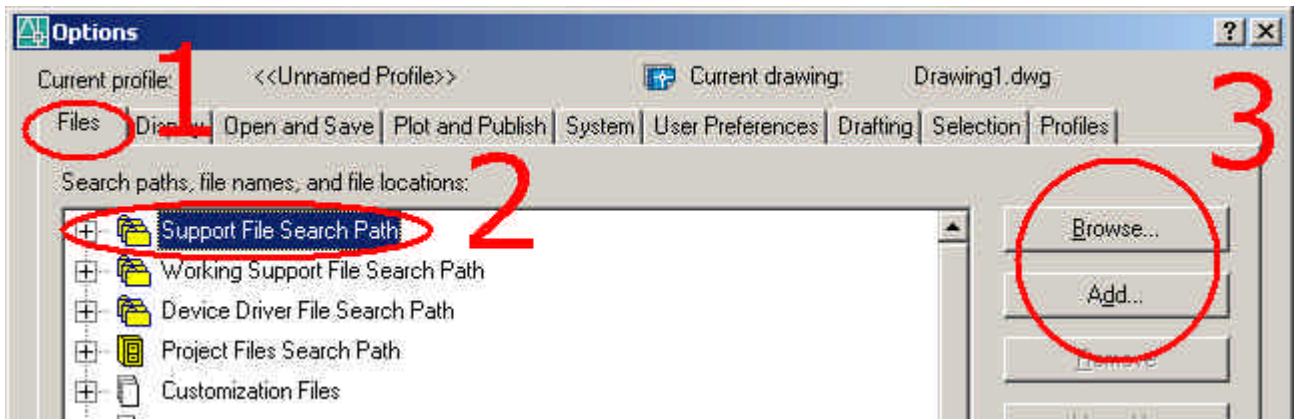 Options
Current profile: <<Unnamed Profile>> Current drawing: Drawing1.dwg
1
3
Files Display Open and Save Plot and Publish System User Preferences Drafting Selection Profiles
2
Search paths, file names, and file locations:
Support File Search Path
Browse...
Working Support File Search Path
Add...
Device Driver File Search Path
Project Files Search Path
Remove
Customization Files